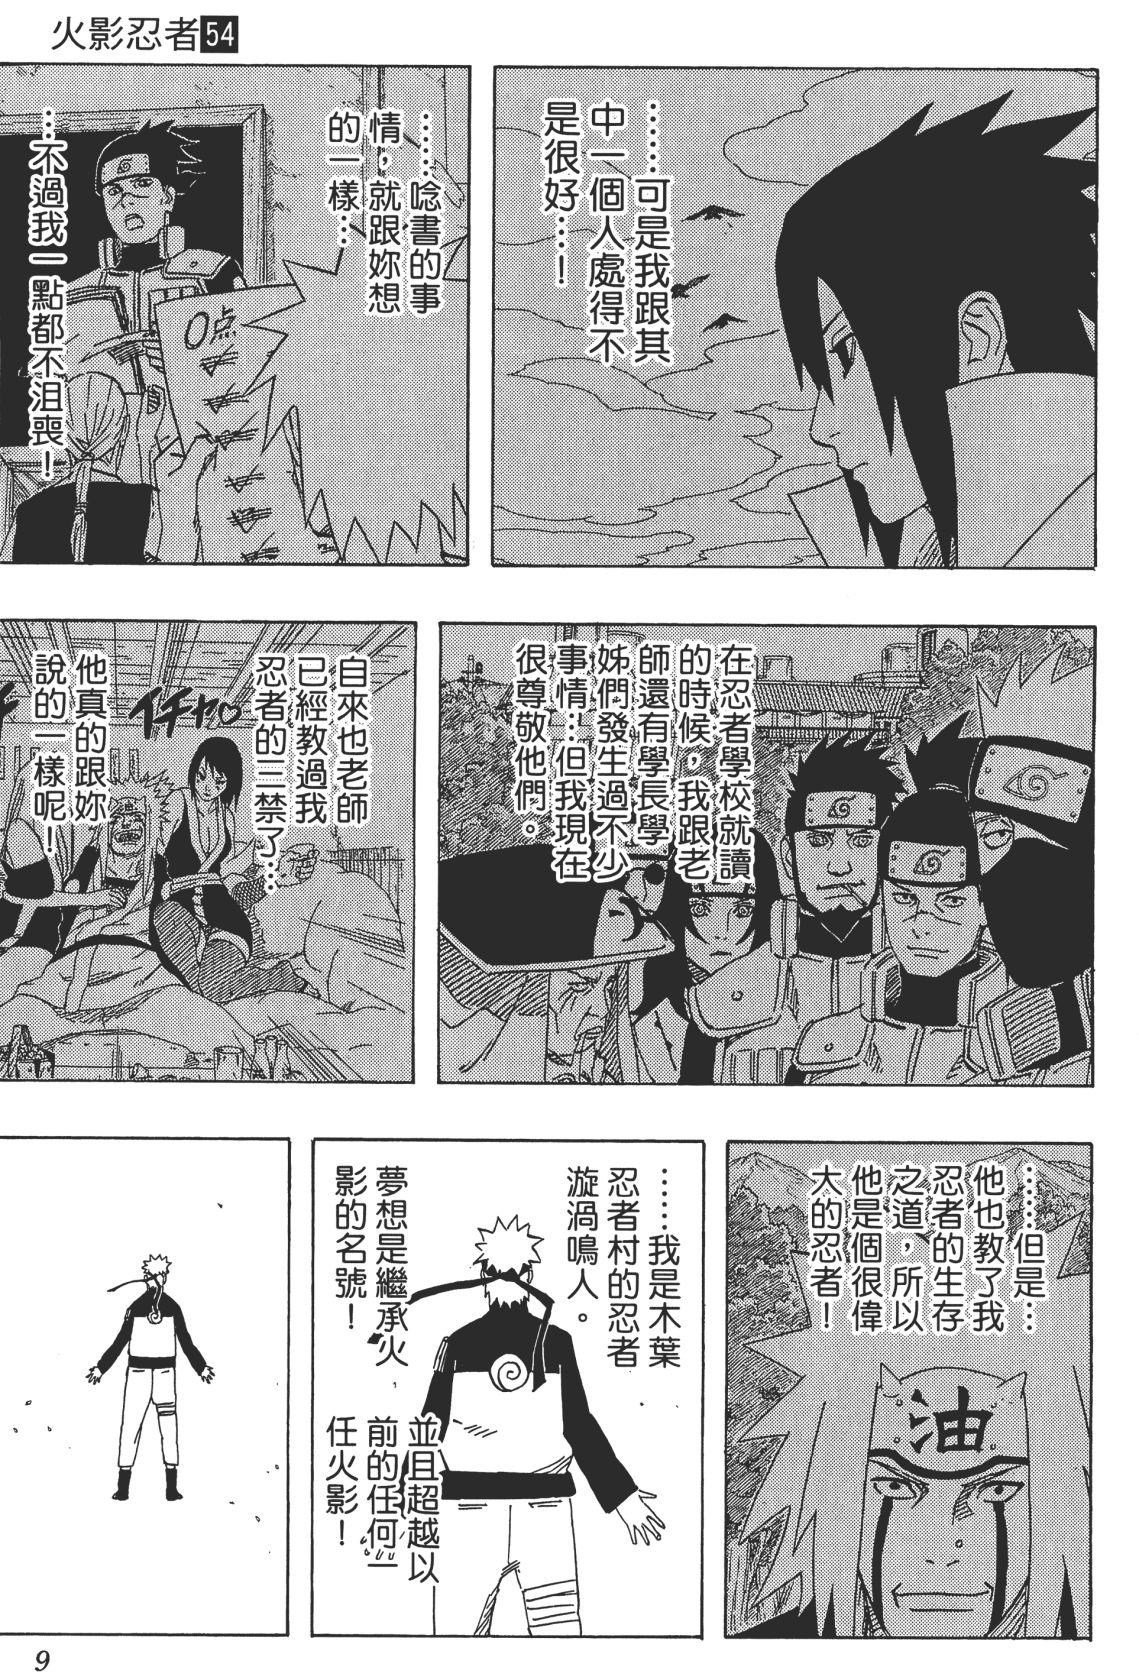 火影忍者54
……可是我跟其
中一個人處得不
是很好…！
……唸書的事
情，就跟妳想
的一樣…
0点
…不過我一點都不沮喪！
在忍者學校就讀
的時候，我跟老
師還有學長學
姊們發生過不少
事情…但我現在
很尊敬他們。
自來也老師
已經教過我
忍者的三禁了…
イチャ
他真的跟妳
說的一樣呢！
……但是…
他也教了我
忍者的生存
之道，所以
他是個很偉
大的忍者！
油
……我是木葉
忍者村的忍者
漩渦鳴人。
夢想是繼承火
影的名號！
並且超越以
前的任何一
任火影！
9